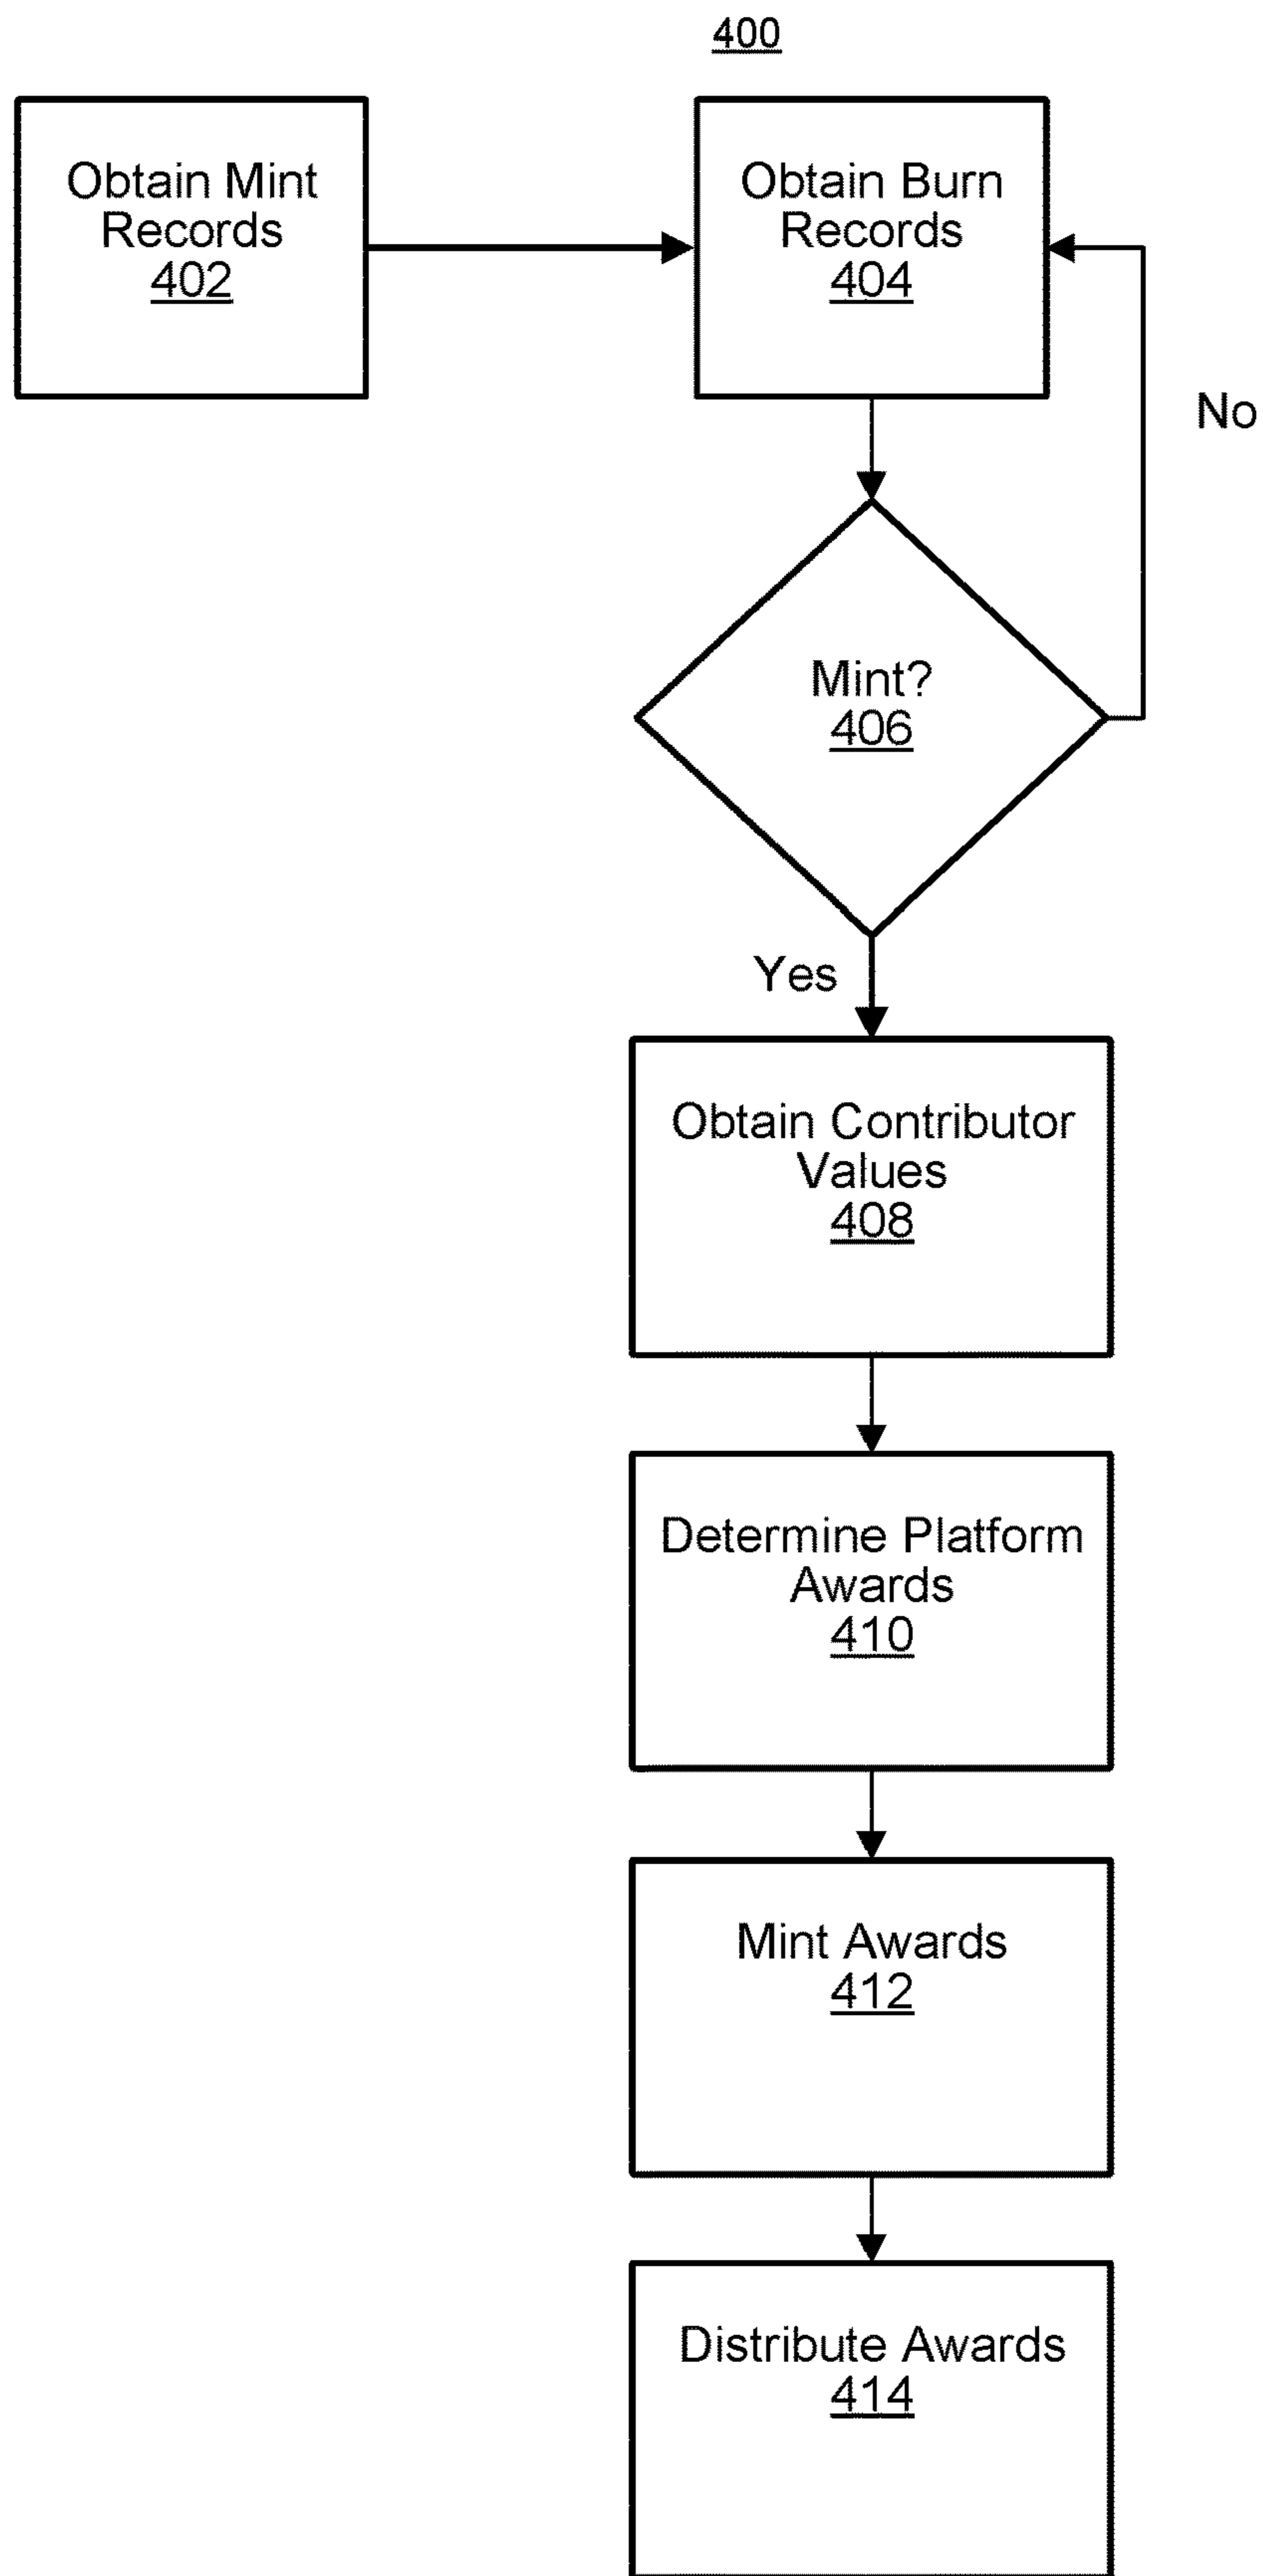 400
Obtain Mint
Records
402
Obtain Burn
Records
404
No
Mint?
406
Yes
Obtain Contributor
Values
408
Determine Platform
Awards
410
Mint Awards
412
Distribute Awards
414